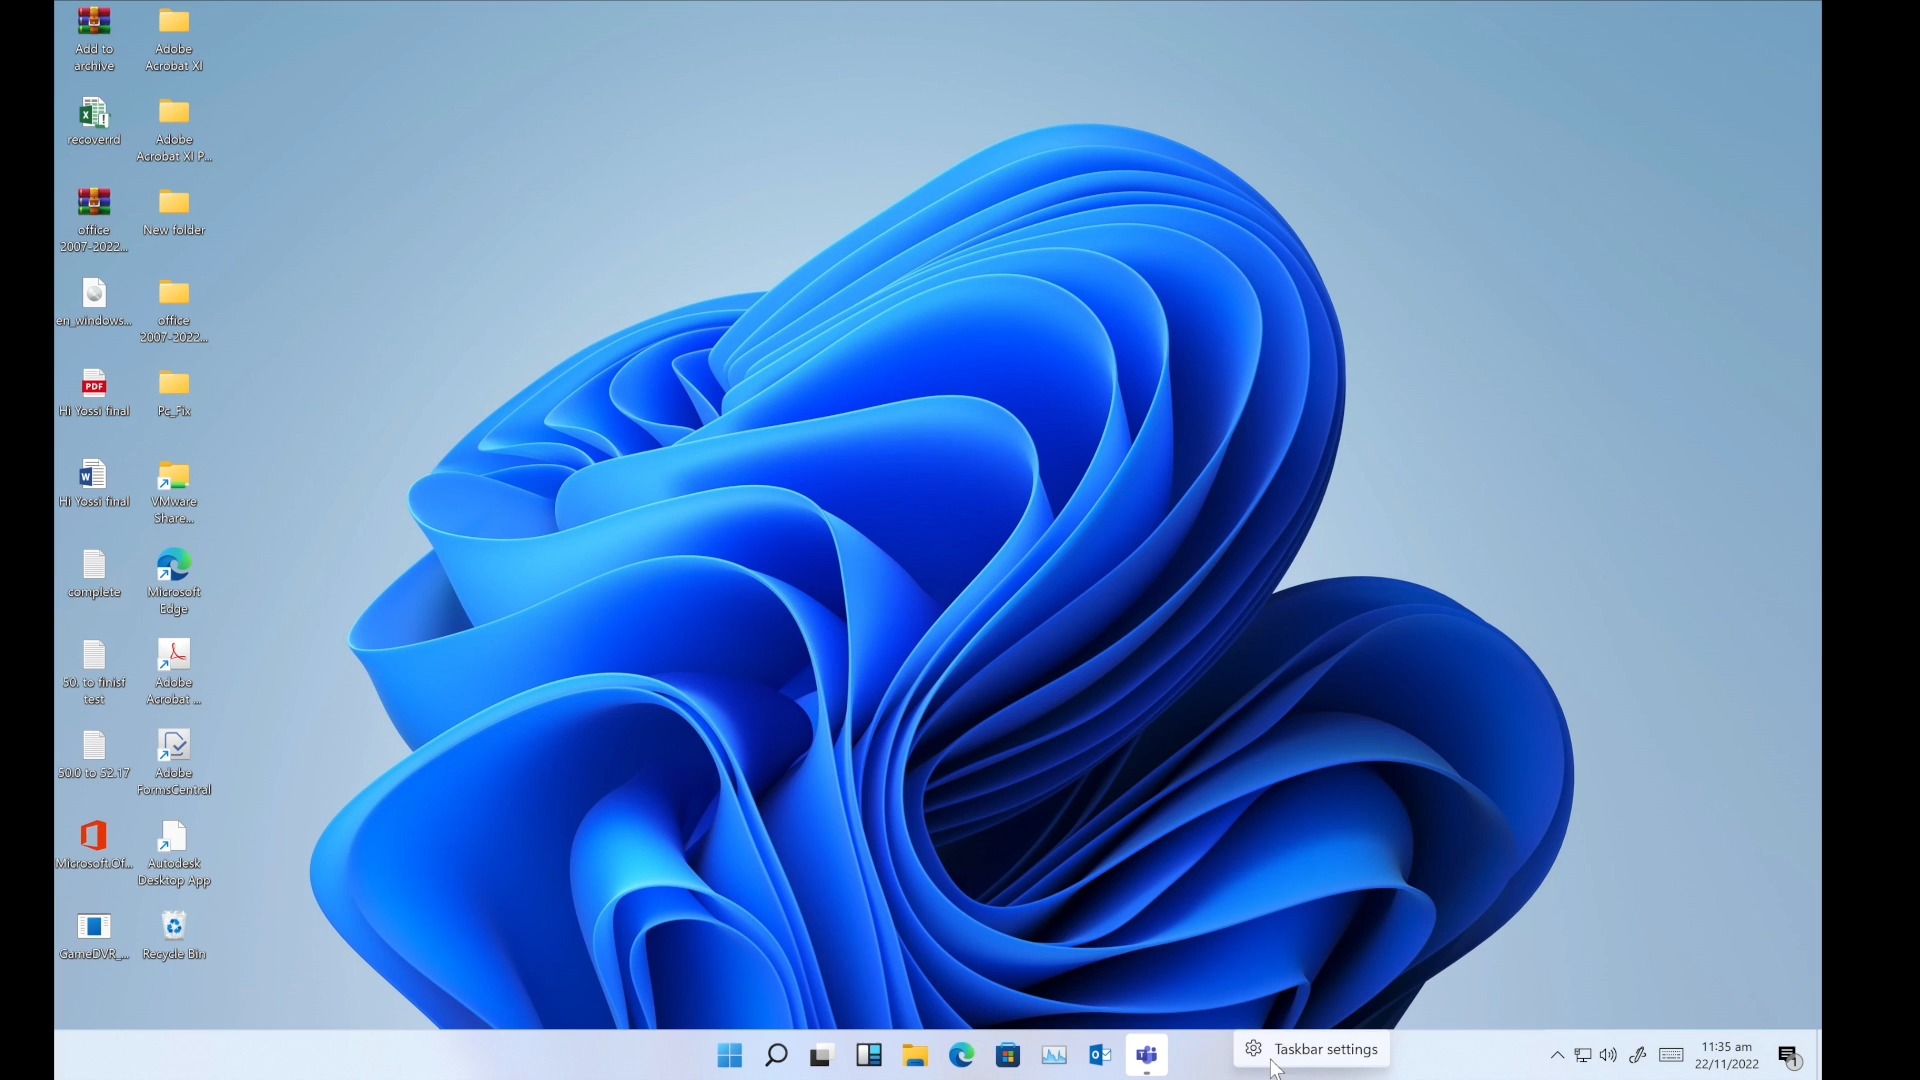 Add to
archive
Adobe
Acrobat XI
recoverrd
Adobe
Acrobat XI P...
office
2007-2022...
New folder
en_windows...
office
2007-2022...
PDF
Hi Yossi final
Pc_Fix
Hi Yossi final
VMware
Share...
complete
Microsoft
Edge
50. to finisf
test
Adobe
Acrobat ...
50.0 to 52.17
Adobe
FormsCentral
Microsoft.Of...
Autodesk
Desktop App
GameDVR_...
Recycle Bin
Taskbar settings
11:35 am
22/11/2022
1